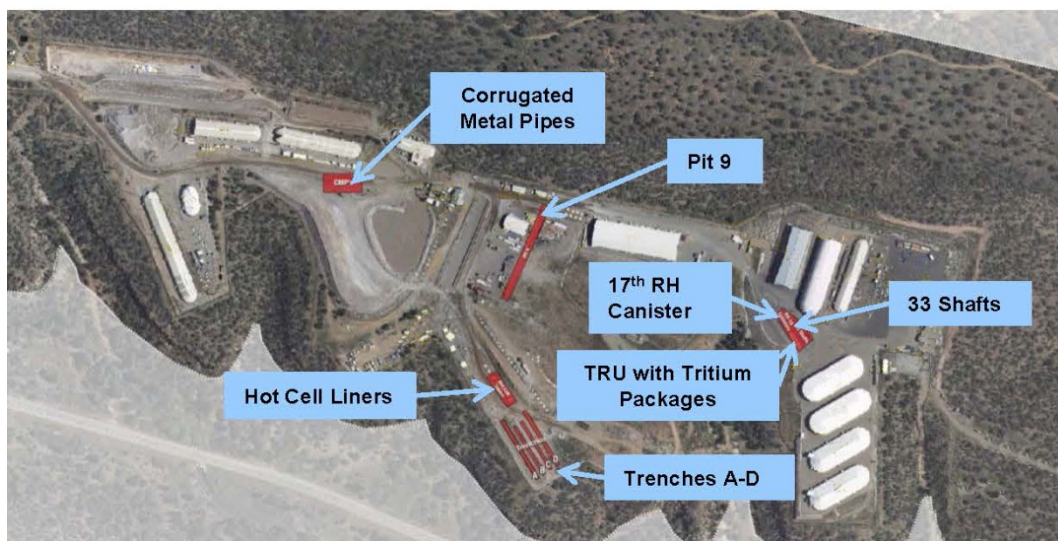 Corrugated
Metal Pipes
Pit 9
17th RH
Canister
33 Shafts
TRU with Tritium
Packages
Hot Cell Liners
Trenches A-D
A
B
C
D